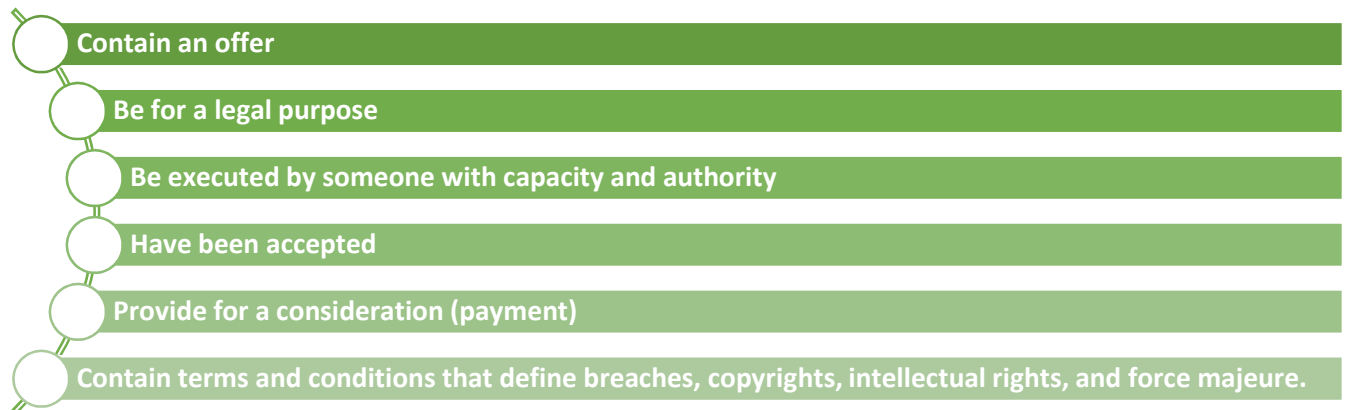 Contain an offer
Be for a legal purpose
Be executed by someone with capacity and authority
Have been accepted
Provide for a consideration (payment)
Contain terms and conditions that define breaches, copyrights, intellectual rights, and force majeure.